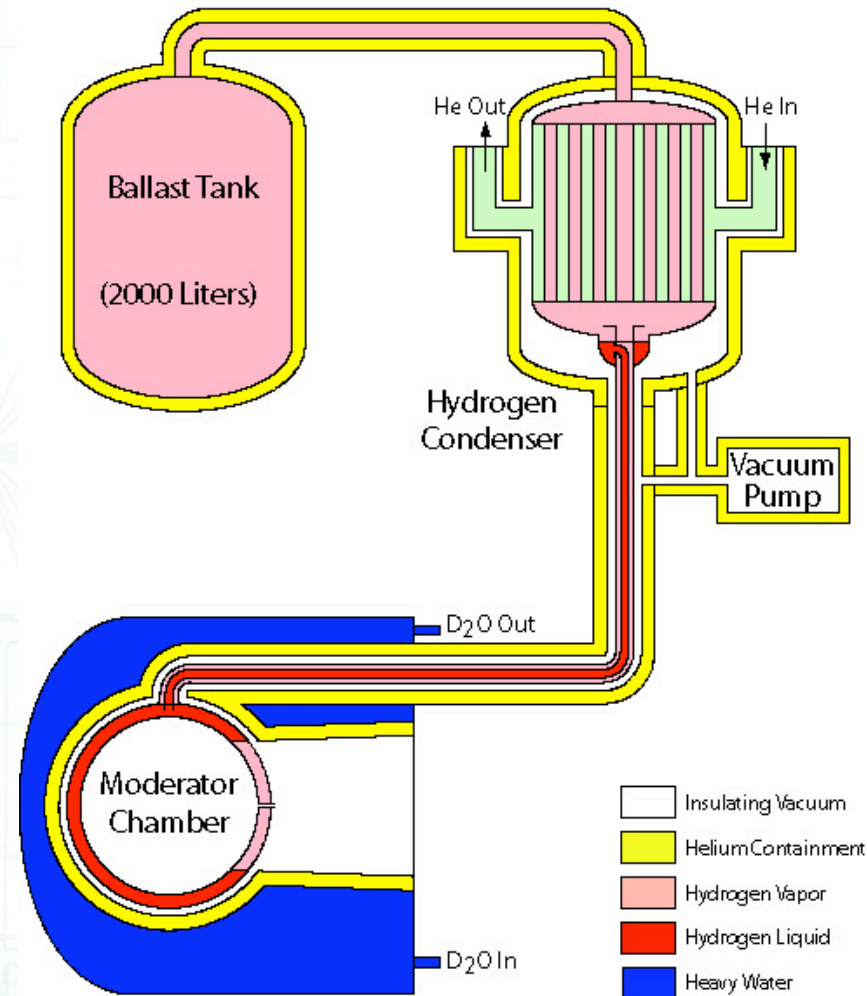 He Out
He In
Ballast Tank
(2000 Liters)
Hydrogen
Condenser
Vacuum
Pump
D₂O Out
Moderator
Chamber
Insulating Vacuum
Helium Containment
Hydrogen Vapor
Hydrogen Liquid
D₂O In
Heavy Water